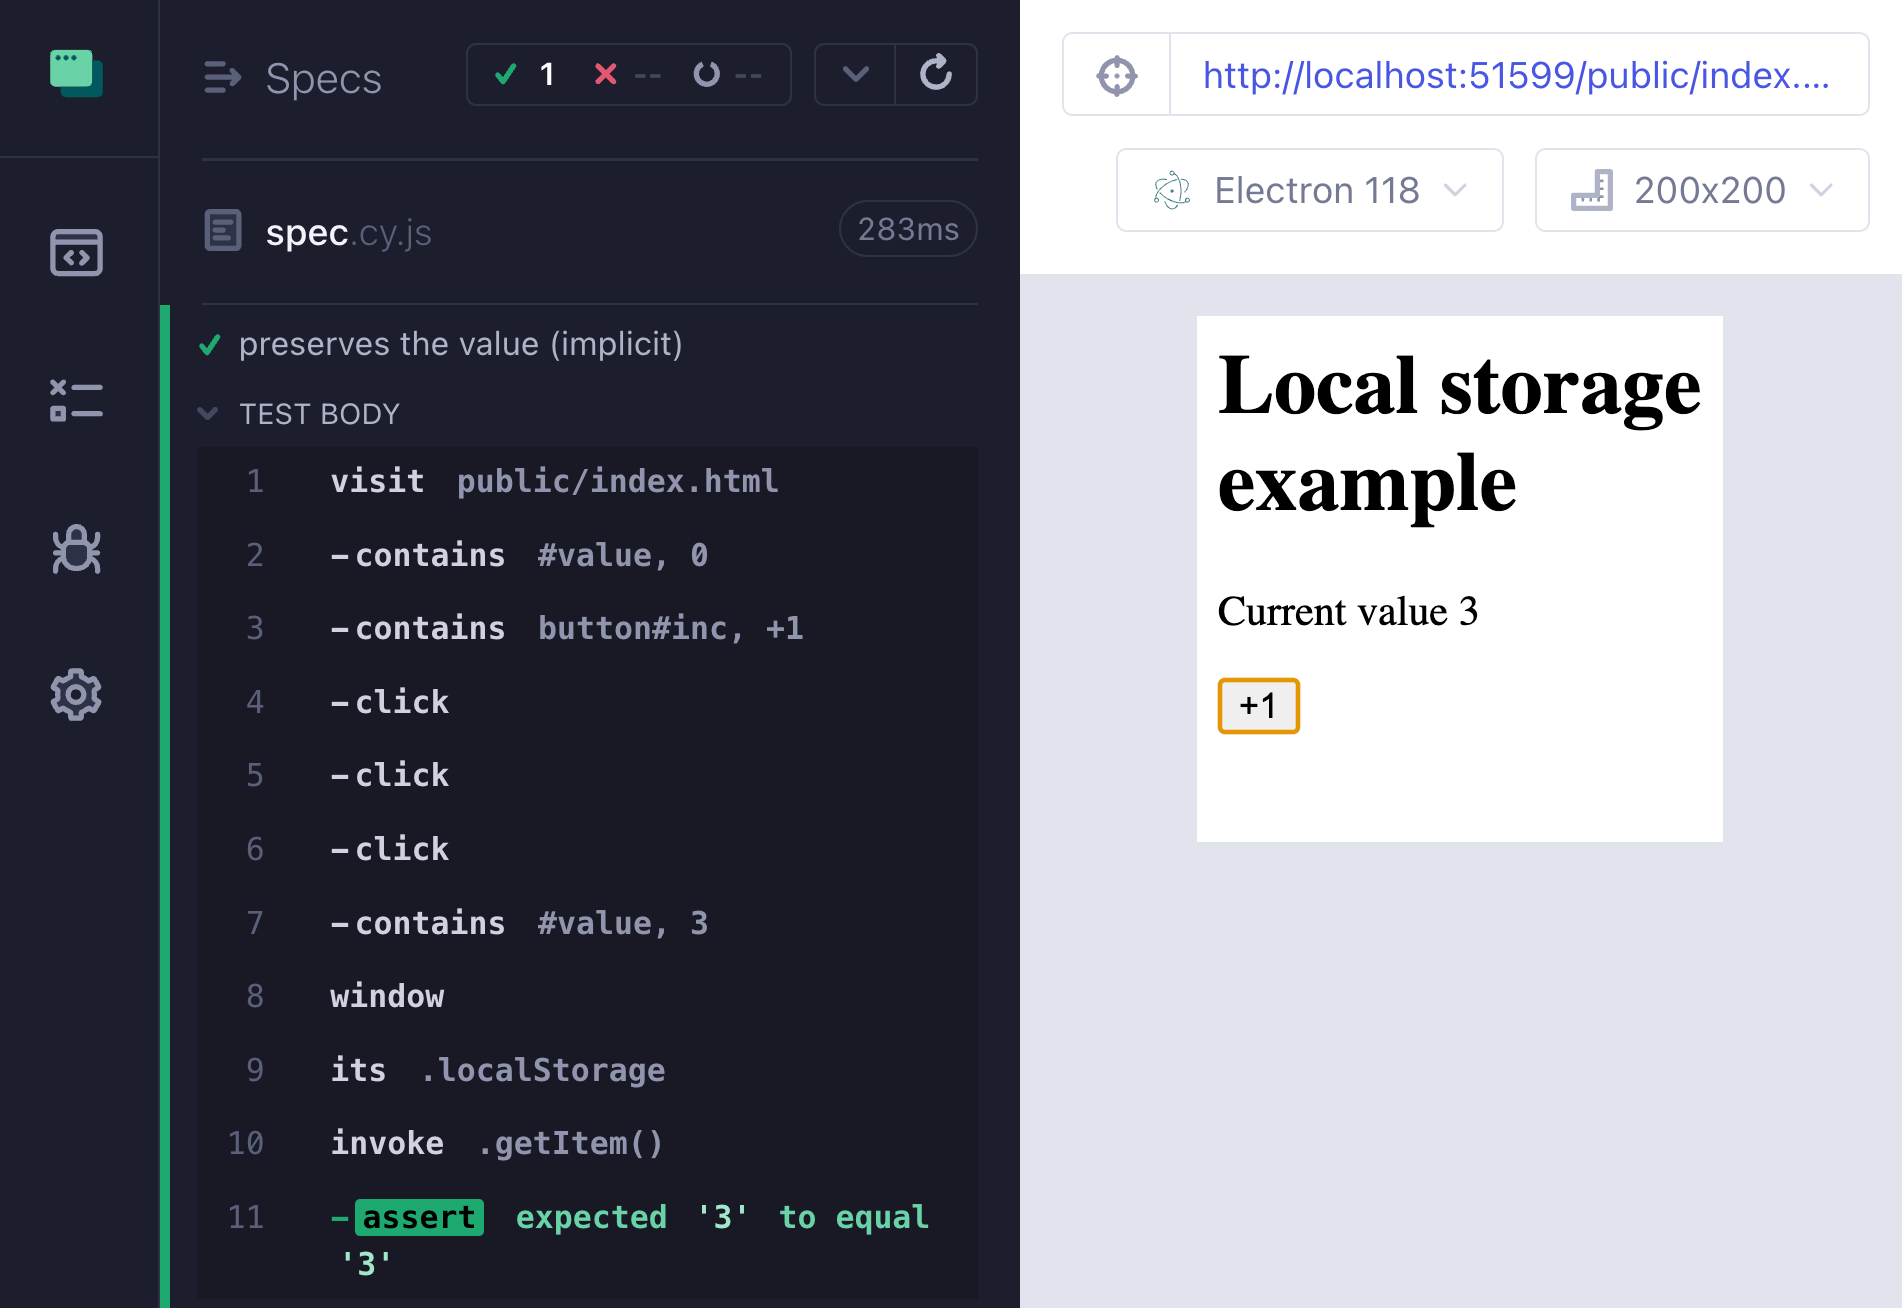 Specs
1 -- --
spec.cy.js
283ms
preserves the value (implicit)
TEST BODY
1 visit public/index.html
2 -contains #value, 0
3 -contains button#inc, +1
4 -click
5 -click
6 -click
7 -contains #value, 3
8 window
9 its .localStorage
10 invoke .getItem()
11 -assert expected '3' to equal
'3'
http://localhost:51599/public/index....
Electron 118
200x200
Local storage
example
Current value 3
+1